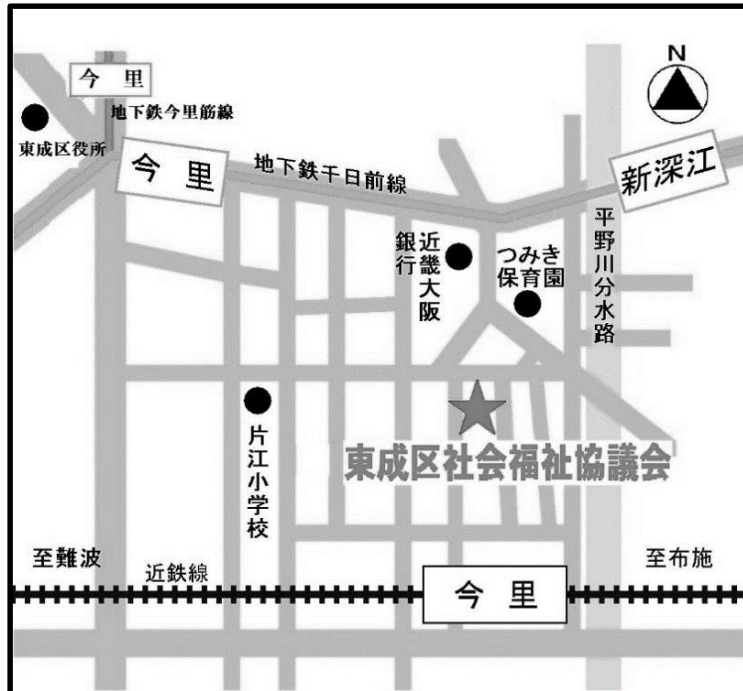 今里
N
地下鉄今里筋線
東成区役所
今里
地下鉄千日前線
新深江
近畿大阪
銀行
つみき
保育園
平野川分水路
片江小学校
東成区社会福祉協議会
至難波
近鉄線
今里
至布施